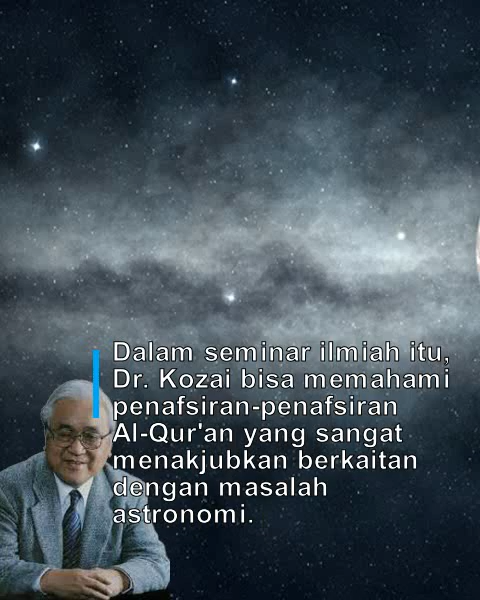 Dalam seminar ilmiah itu,
Dr. Kozai bisa memahami
penafsiran-penafsiran
Al-Qur'an yang sangat
menakjubkan berkaitan
dengan masalah
astronomi.